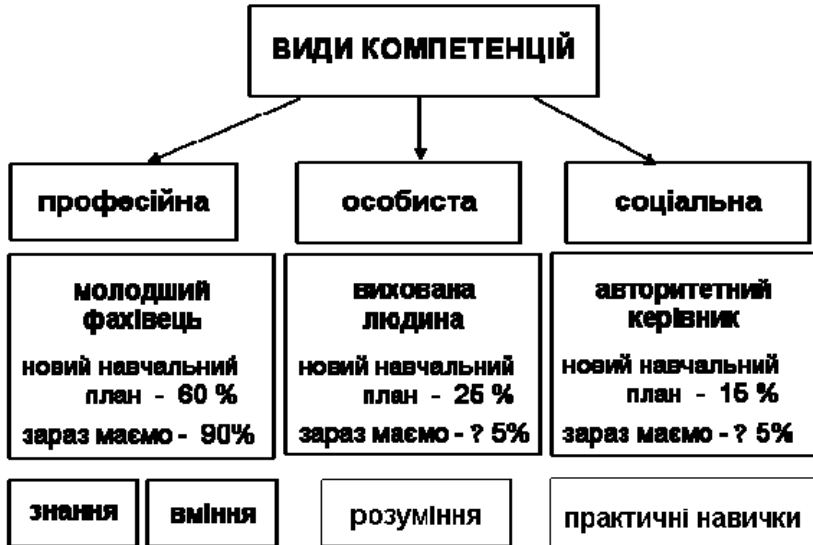 ВИДИ КОМПЕТЕНЦІЙ
професійна
особиста
соціальна
молодший
фахівець
новий навчальний
план - 60 %
зараз маємо - 90%
вихована
людина
новий навчальний
план - 25 %
зараз маємо - ? 5%
авторитетний
керівник
новий навчальний
план - 15 %
зараз маємо - ? 5%
знання
вміння
розуміння
практичні навички